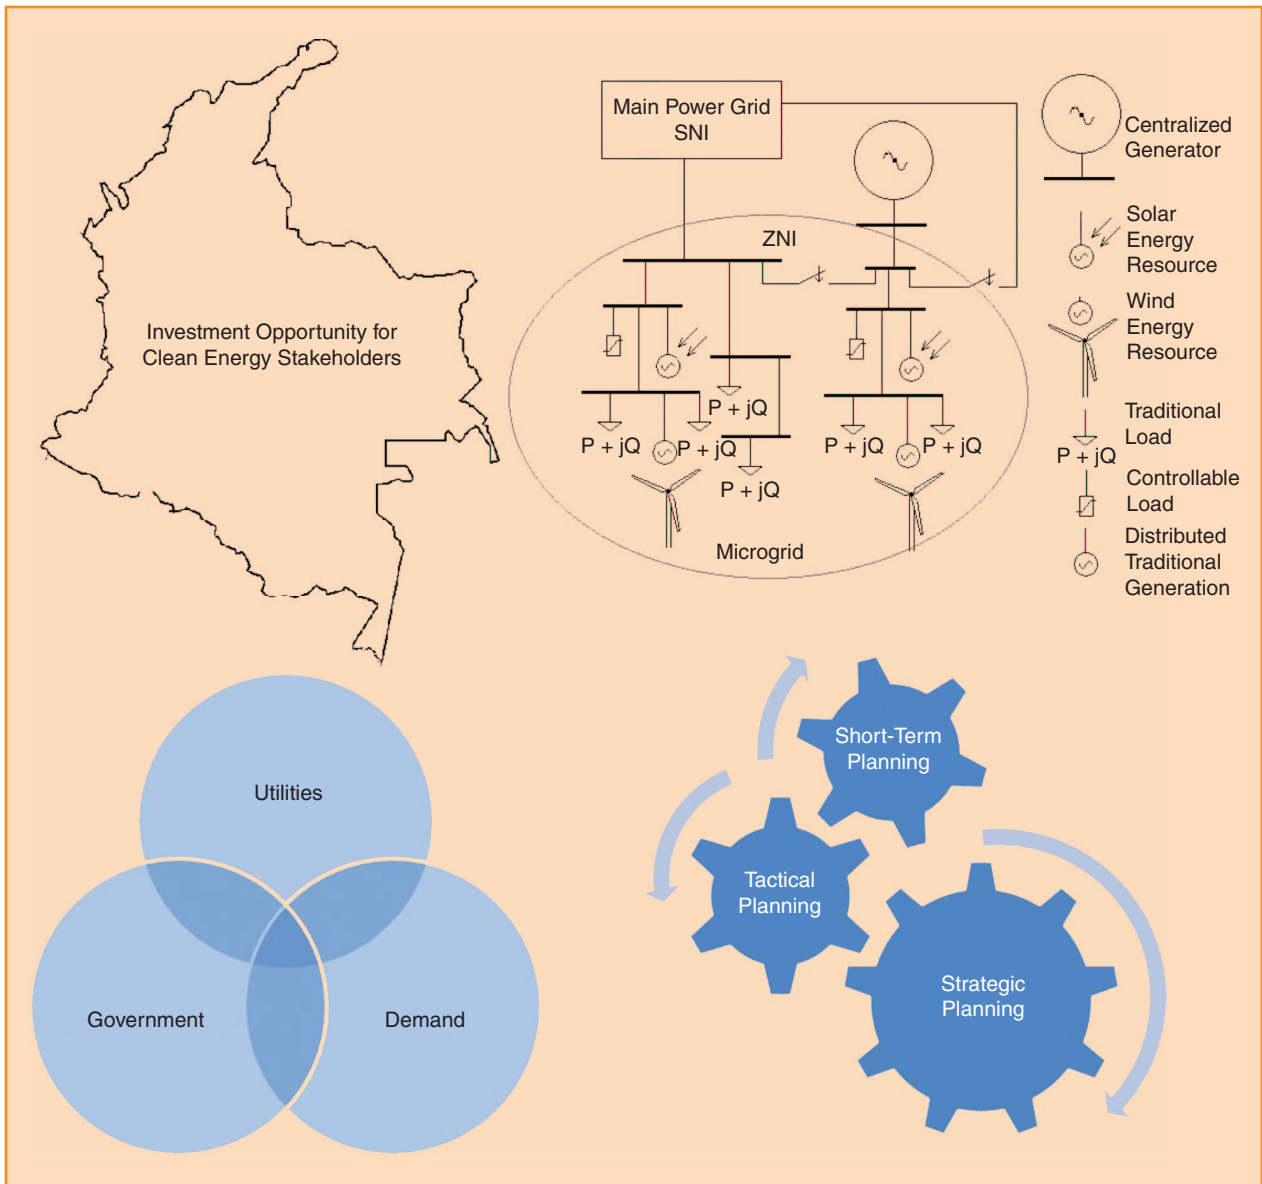 Investment Opportunity for
Clean Energy Stakeholders
Main Power Grid
SNI
ZNI
P + jQ
P + jQ
P + jQ
P + jQ
P + jQ
P + jQ
Microgrid
Centralized
Generator
Solar
Energy
Resource
Wind
Energy
Resource
Traditional
Load
P + jQ
Controllable
Load
Distributed
Traditional
Generation
Utilities
Government
Demand
Short-Term
Planning
Tactical
Planning
Strategic
Planning